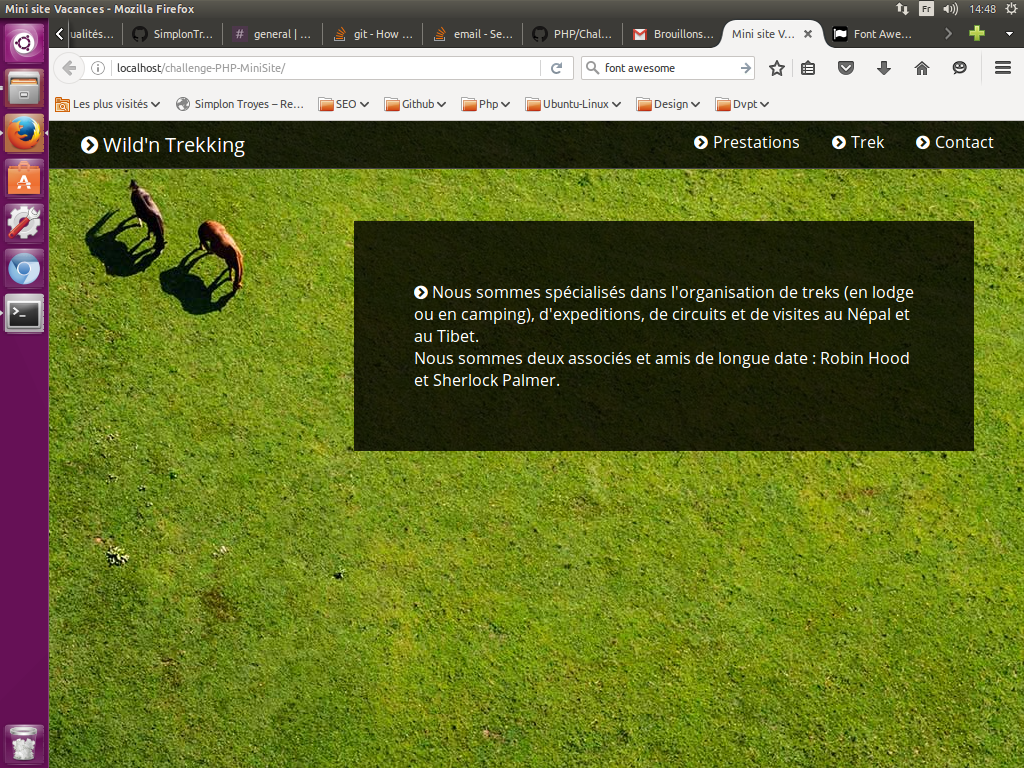 Mini site Vacances - Mozilla Firefox
Fr 14:48
ualités... SimplonTr... # general | ... git - How ... email - Se... PHP/Chal... Brouillons... Mini site V... Font Awe...
localhost/challenge-PHP-MiniSite/ font awesome
Les plus visités Simplon Troyes – Re... SEO Github Php Ubuntu-Linux Design Dvpt
Wild'n Trekking Prestations Trek Contact
Nous sommes spécialisés dans l'organisation de treks (en lodge
ou en camping), d'expeditions, de circuits et de visites au Népal et
au Tibet.
Nous sommes deux associés et amis de longue date : Robin Hood
et Sherlock Palmer.